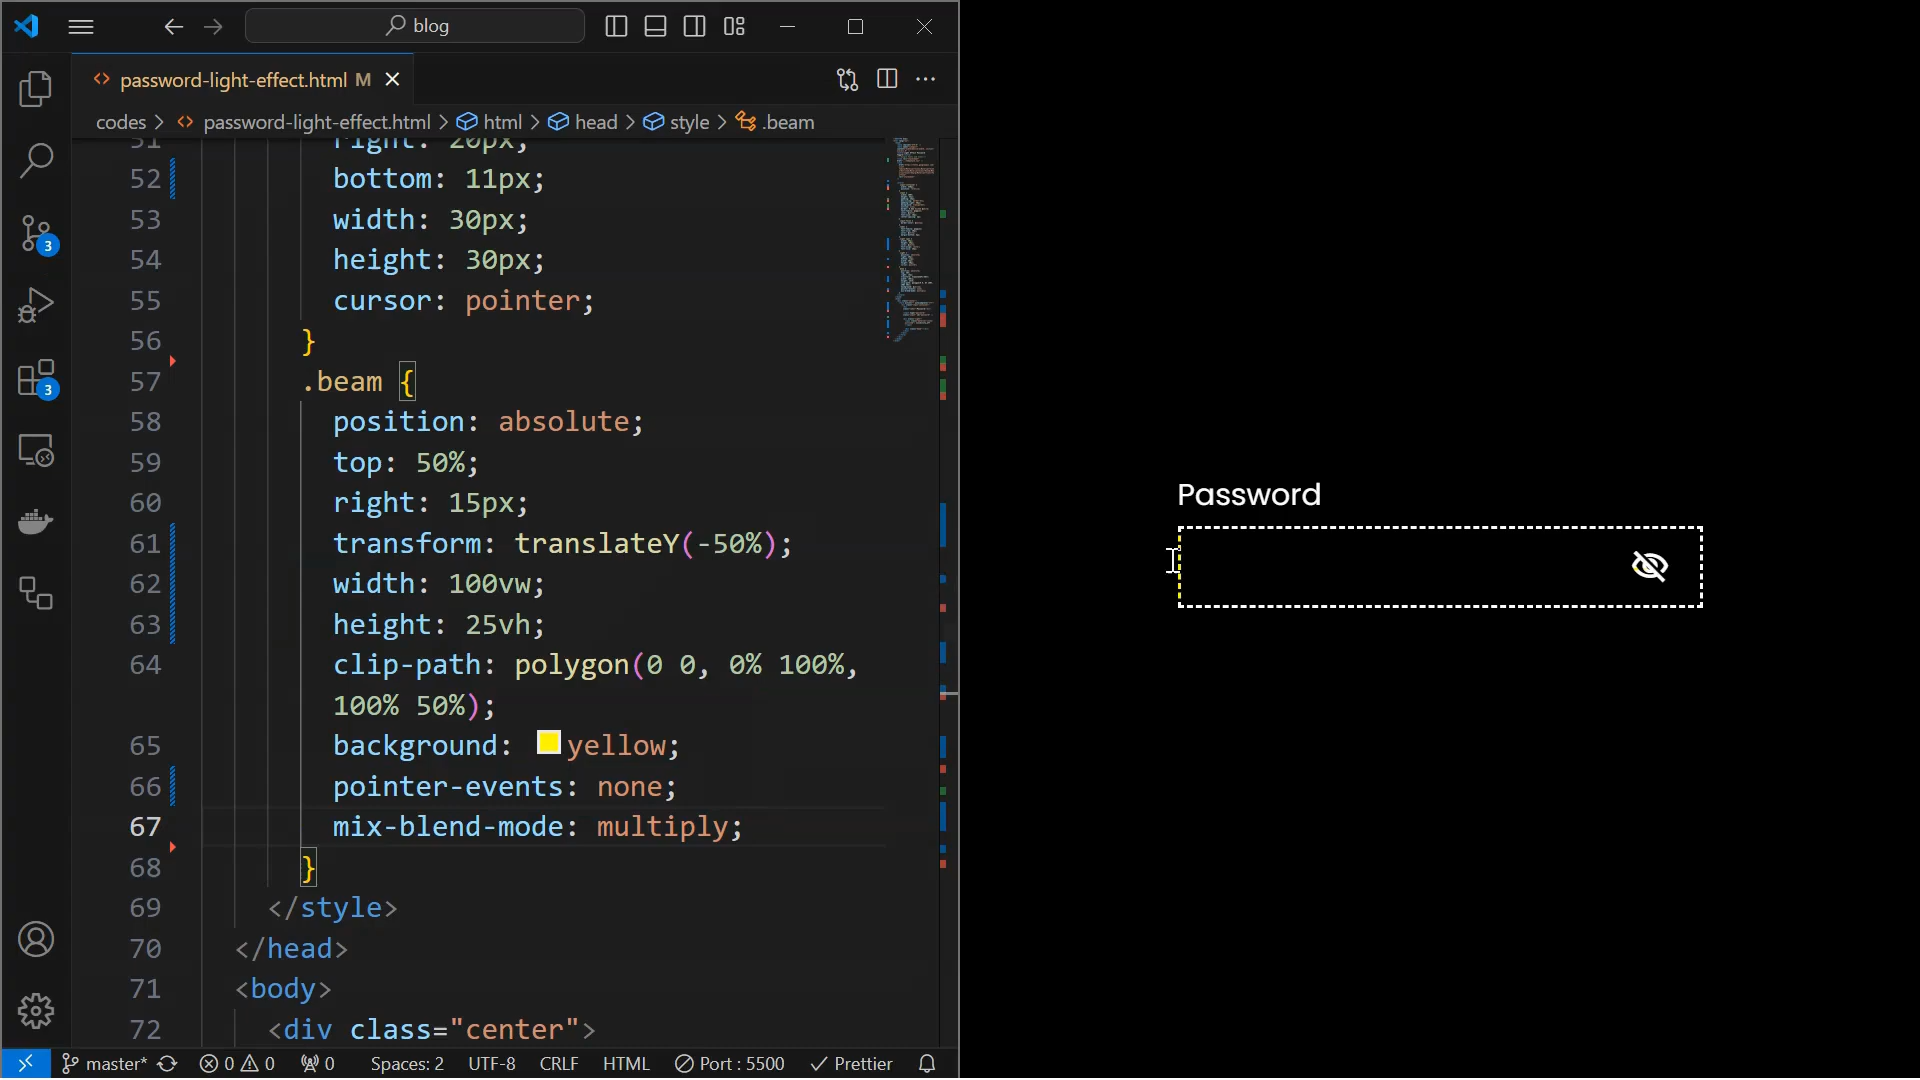 blog
password-light-effect.html M
codes > password-light-effect.html > html > head > style > .beam
51 right: 20px;
52 bottom: 11px;
53 width: 30px;
54 height: 30px;
55 cursor: pointer;
56 }
57 .beam {
58 position: absolute;
59 top: 50%;
60 right: 15px;
61 transform: translateY(-50%);
62 width: 100vw;
63 height: 25vh;
64 clip-path: polygon(0 0, 0% 100%,
100% 50%);
65 background: yellow;
66 pointer-events: none;
67 mix-blend-mode: multiply;
68 }
69 </style>
70 </head>
71 <body>
72 <div class="center">
3
3
master* 0 0 0 Spaces: 2 UTF-8 CRLF HTML Port : 5500 Prettier
Password